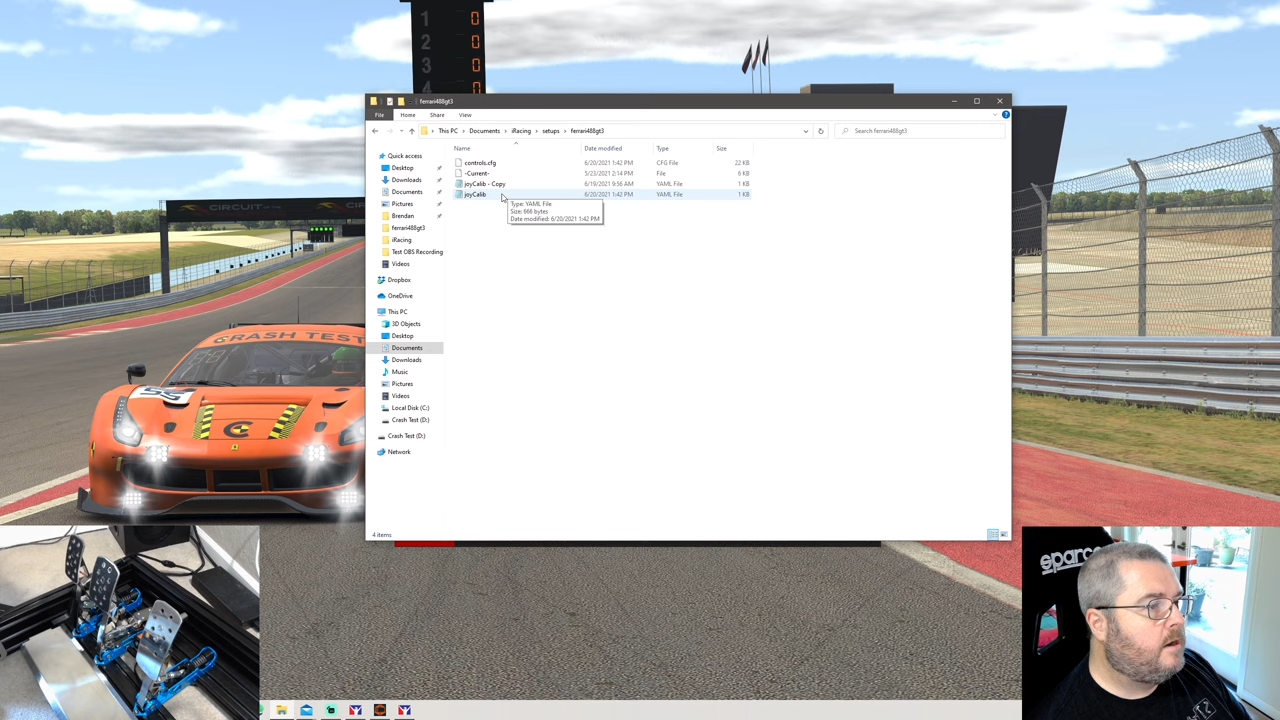 1 0
2 0
3 0
4 0
ferrari488gt3
File Home Share View
This PC Documents iRacing setups ferrari488gt3
Search ferrari488gt3
Name Date modified Type Size
controls.cfg 6/20/2021 1:42 PM CFG File 22 KB
-Current- 5/23/2021 2:14 PM File 6 KB
joyCalib - Copy 6/19/2021 9:56 AM YAML File 1 KB
joyCalib 6/20/2021 1:42 PM YAML File 1 KB
Type: YAML File
Size: 666 bytes
Date modified: 6/20/2021 1:42 PM
Quick access
Desktop
Downloads
Documents
Pictures
Brendan
ferrari488gt3
iRacing
Test OBS Recording
Videos
Dropbox
OneDrive
This PC
3D Objects
Desktop
Documents
Downloads
Music
Pictures
Videos
Local Disk (C:)
Crash Test (D:)
Crash Test (D:)
Network
4 items
CRASH TEST
sparco